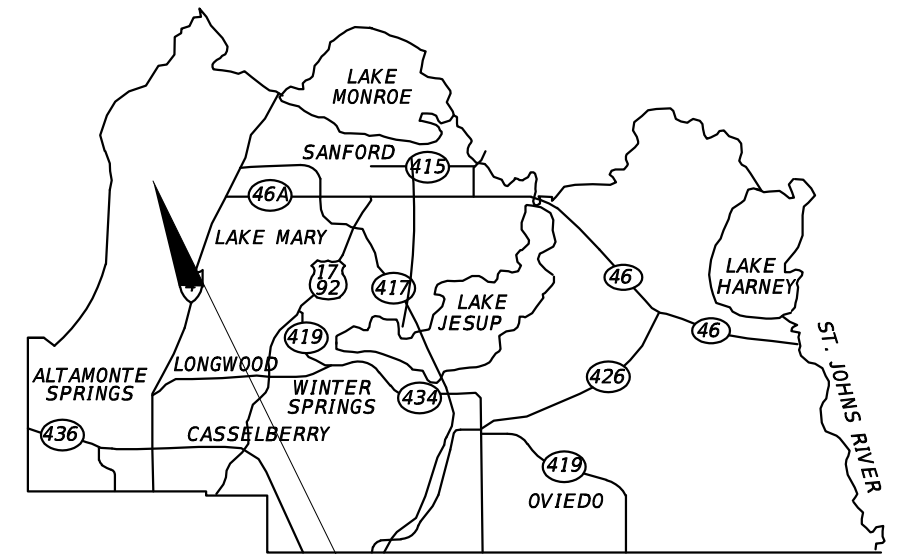 LAKE
MONROE
SANFORD
415
46A
LAKE MARY
17
92
417
46
LAKE
HARNEY
LAKE
JESUP
46
419
ST. JOHNS RIVER
LONGWOOD
ALTAMONTE
SPRINGS
WINTER
SPRINGS
426
434
436
CASSELBERRY
419
OVIEDO